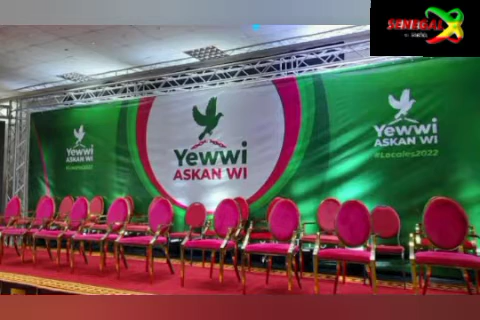 SENEGAL
Yewwi
ASKAN WI
Yewwi
ASKAN WI
Yewwi
ASKAN WI
#Locales2022